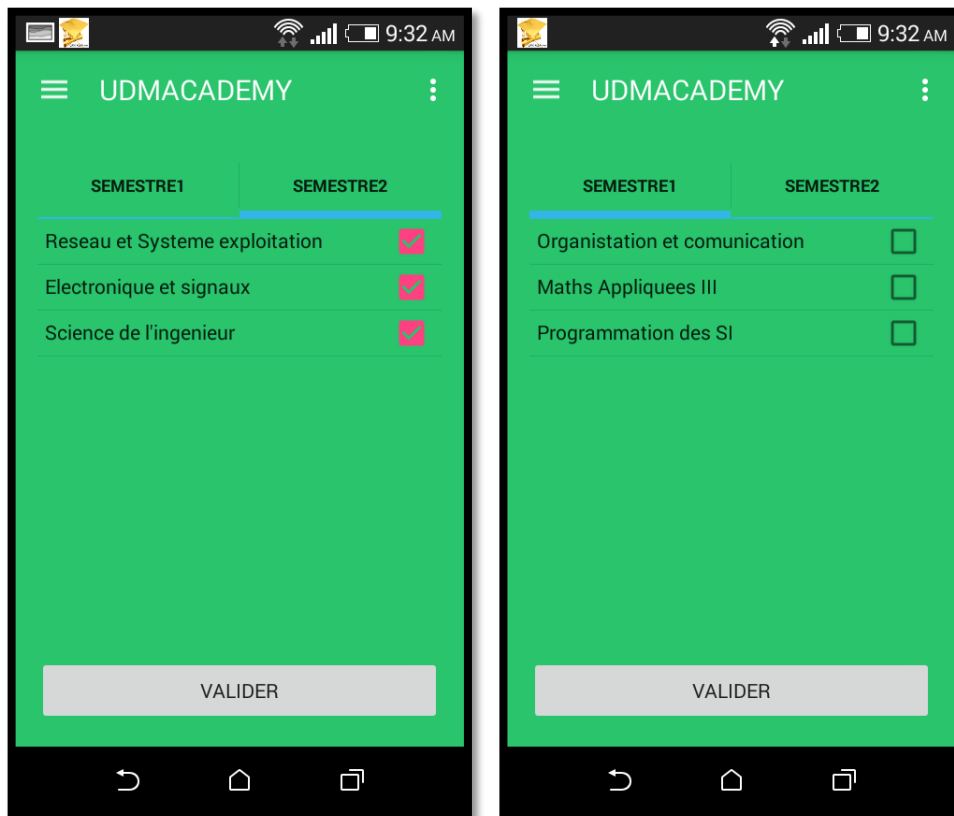 9:32 AM
UDMACADEMY
SEMESTRE1 SEMESTRE2
Reseau et Systeme exploitation
Electronique et signaux
Science de l'ingenieur
VALIDER
9:32 AM
UDMACADEMY
SEMESTRE1 SEMESTRE2
Organistation et comunication
Maths Appliquees III
Programmation des SI
VALIDER